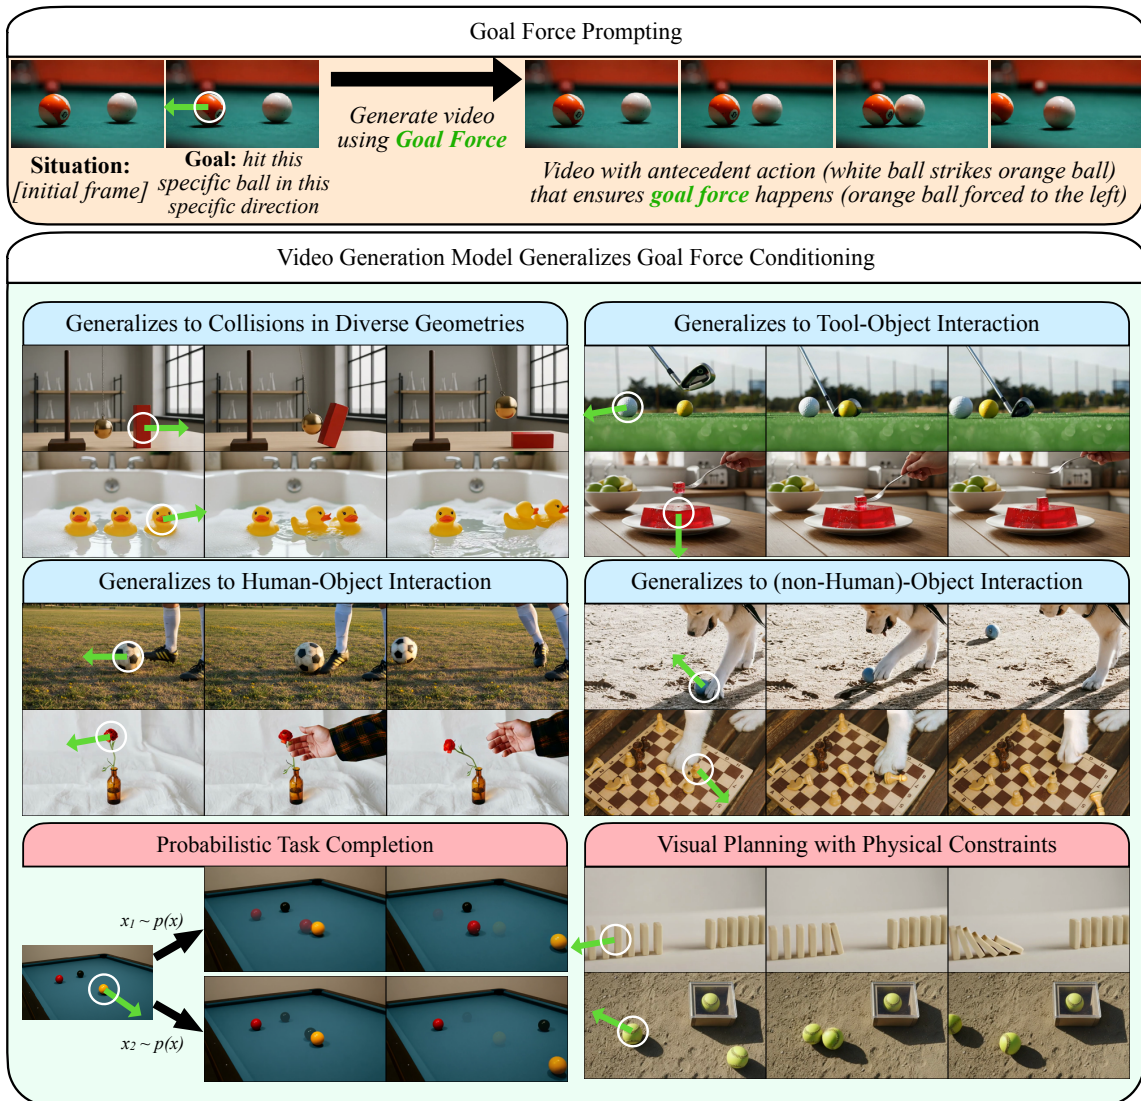 Goal Force Prompting
Situation:
[initial frame]
Goal: hit this
specific ball in this
specific direction
Generate video
using Goal Force
Video with antecedent action (white ball strikes orange ball)
that ensures goal force happens (orange ball forced to the left)
Video Generation Model Generalizes Goal Force Conditioning
Generalizes to Collisions in Diverse Geometries
Generalizes to Tool-Object Interaction
Generalizes to Human-Object Interaction
Generalizes to (non-Human)-Object Interaction
Probabilistic Task Completion
x₁ ~ p(x)
x₂ ~ p(x)
Visual Planning with Physical Constraints